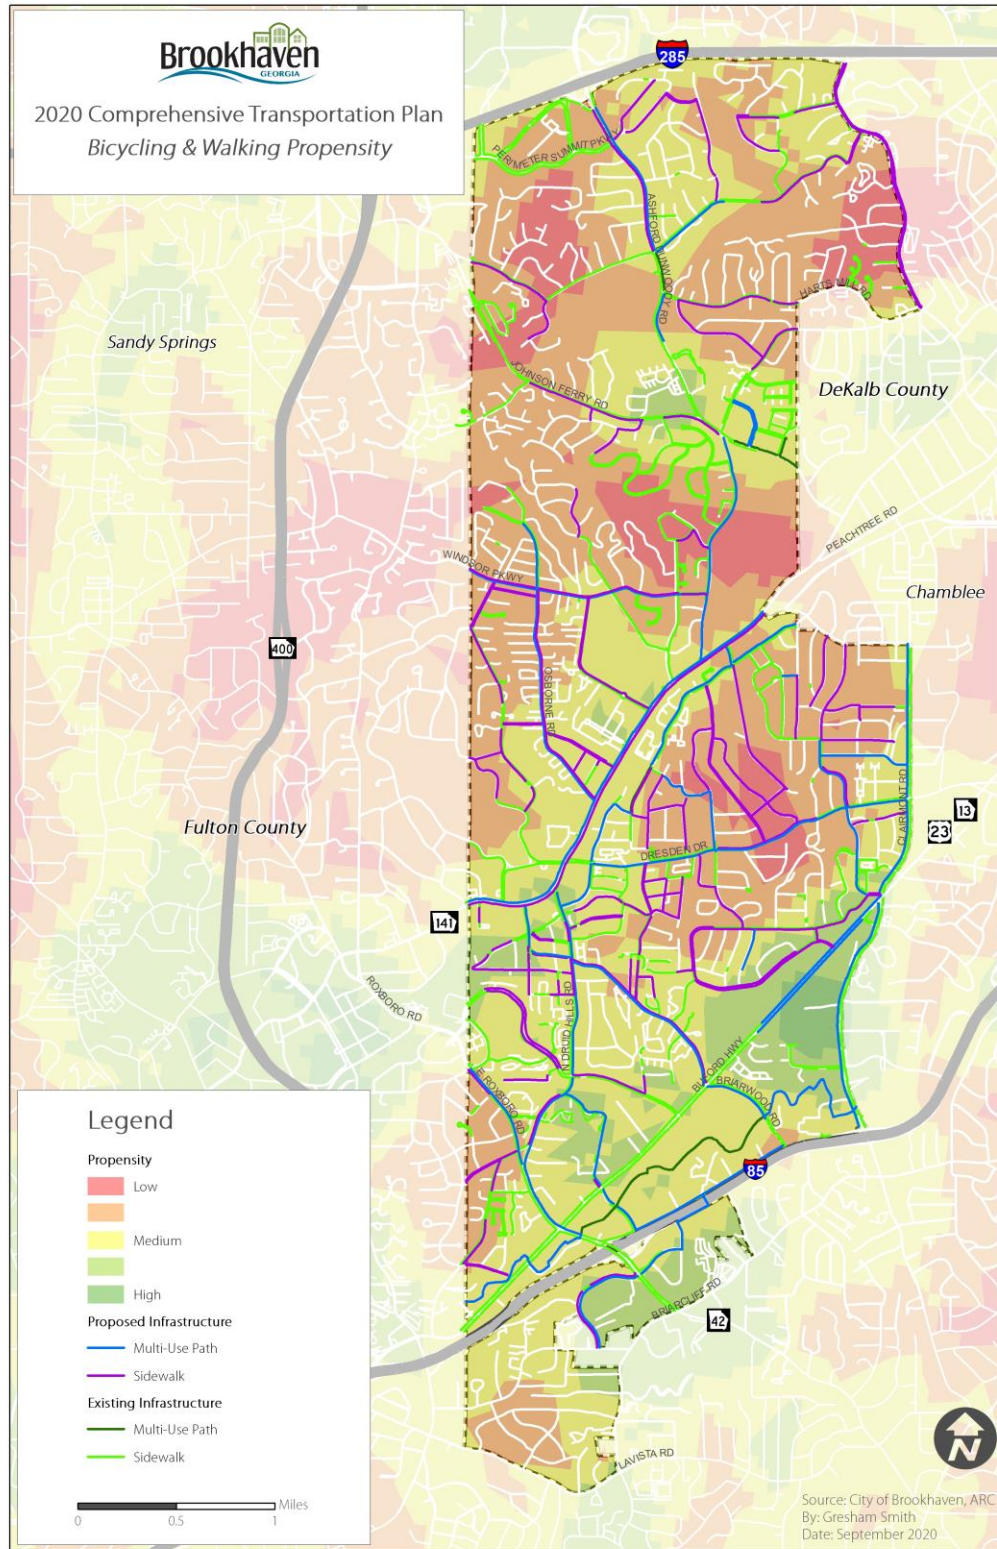 Brookhaven
GEORGIA
2020 Comprehensive Transportation Plan
Bicycling & Walking Propensity
285
PERIMETER SUMMIT PKWY
ASHFORD DUNWOODY RD
HARTS MILL RD
Sandy Springs
JOHNSON FERRY RD
DeKalb County
PEACHTREE RD
WINDSOR PKWY
Chamblee
400
OSBORNE RD
CLAIRMONT RD
13
23
Fulton County
DRESDEN DR
141
ROXBORO RD
N DRUID HILLS RD
BUFORD HWY
E ROXBORO RD
BRIARWOOD RD
85
BRIARCLIFF RD
42
LAVISTA RD
Legend
Propensity
Low
Medium
High
Proposed Infrastructure
Multi-Use Path
Sidewalk
Existing Infrastructure
Multi-Use Path
Sidewalk
Miles
0 0.5 1
N
Source: City of Brookhaven, ARC
By: Gresham Smith
Date: September 2020